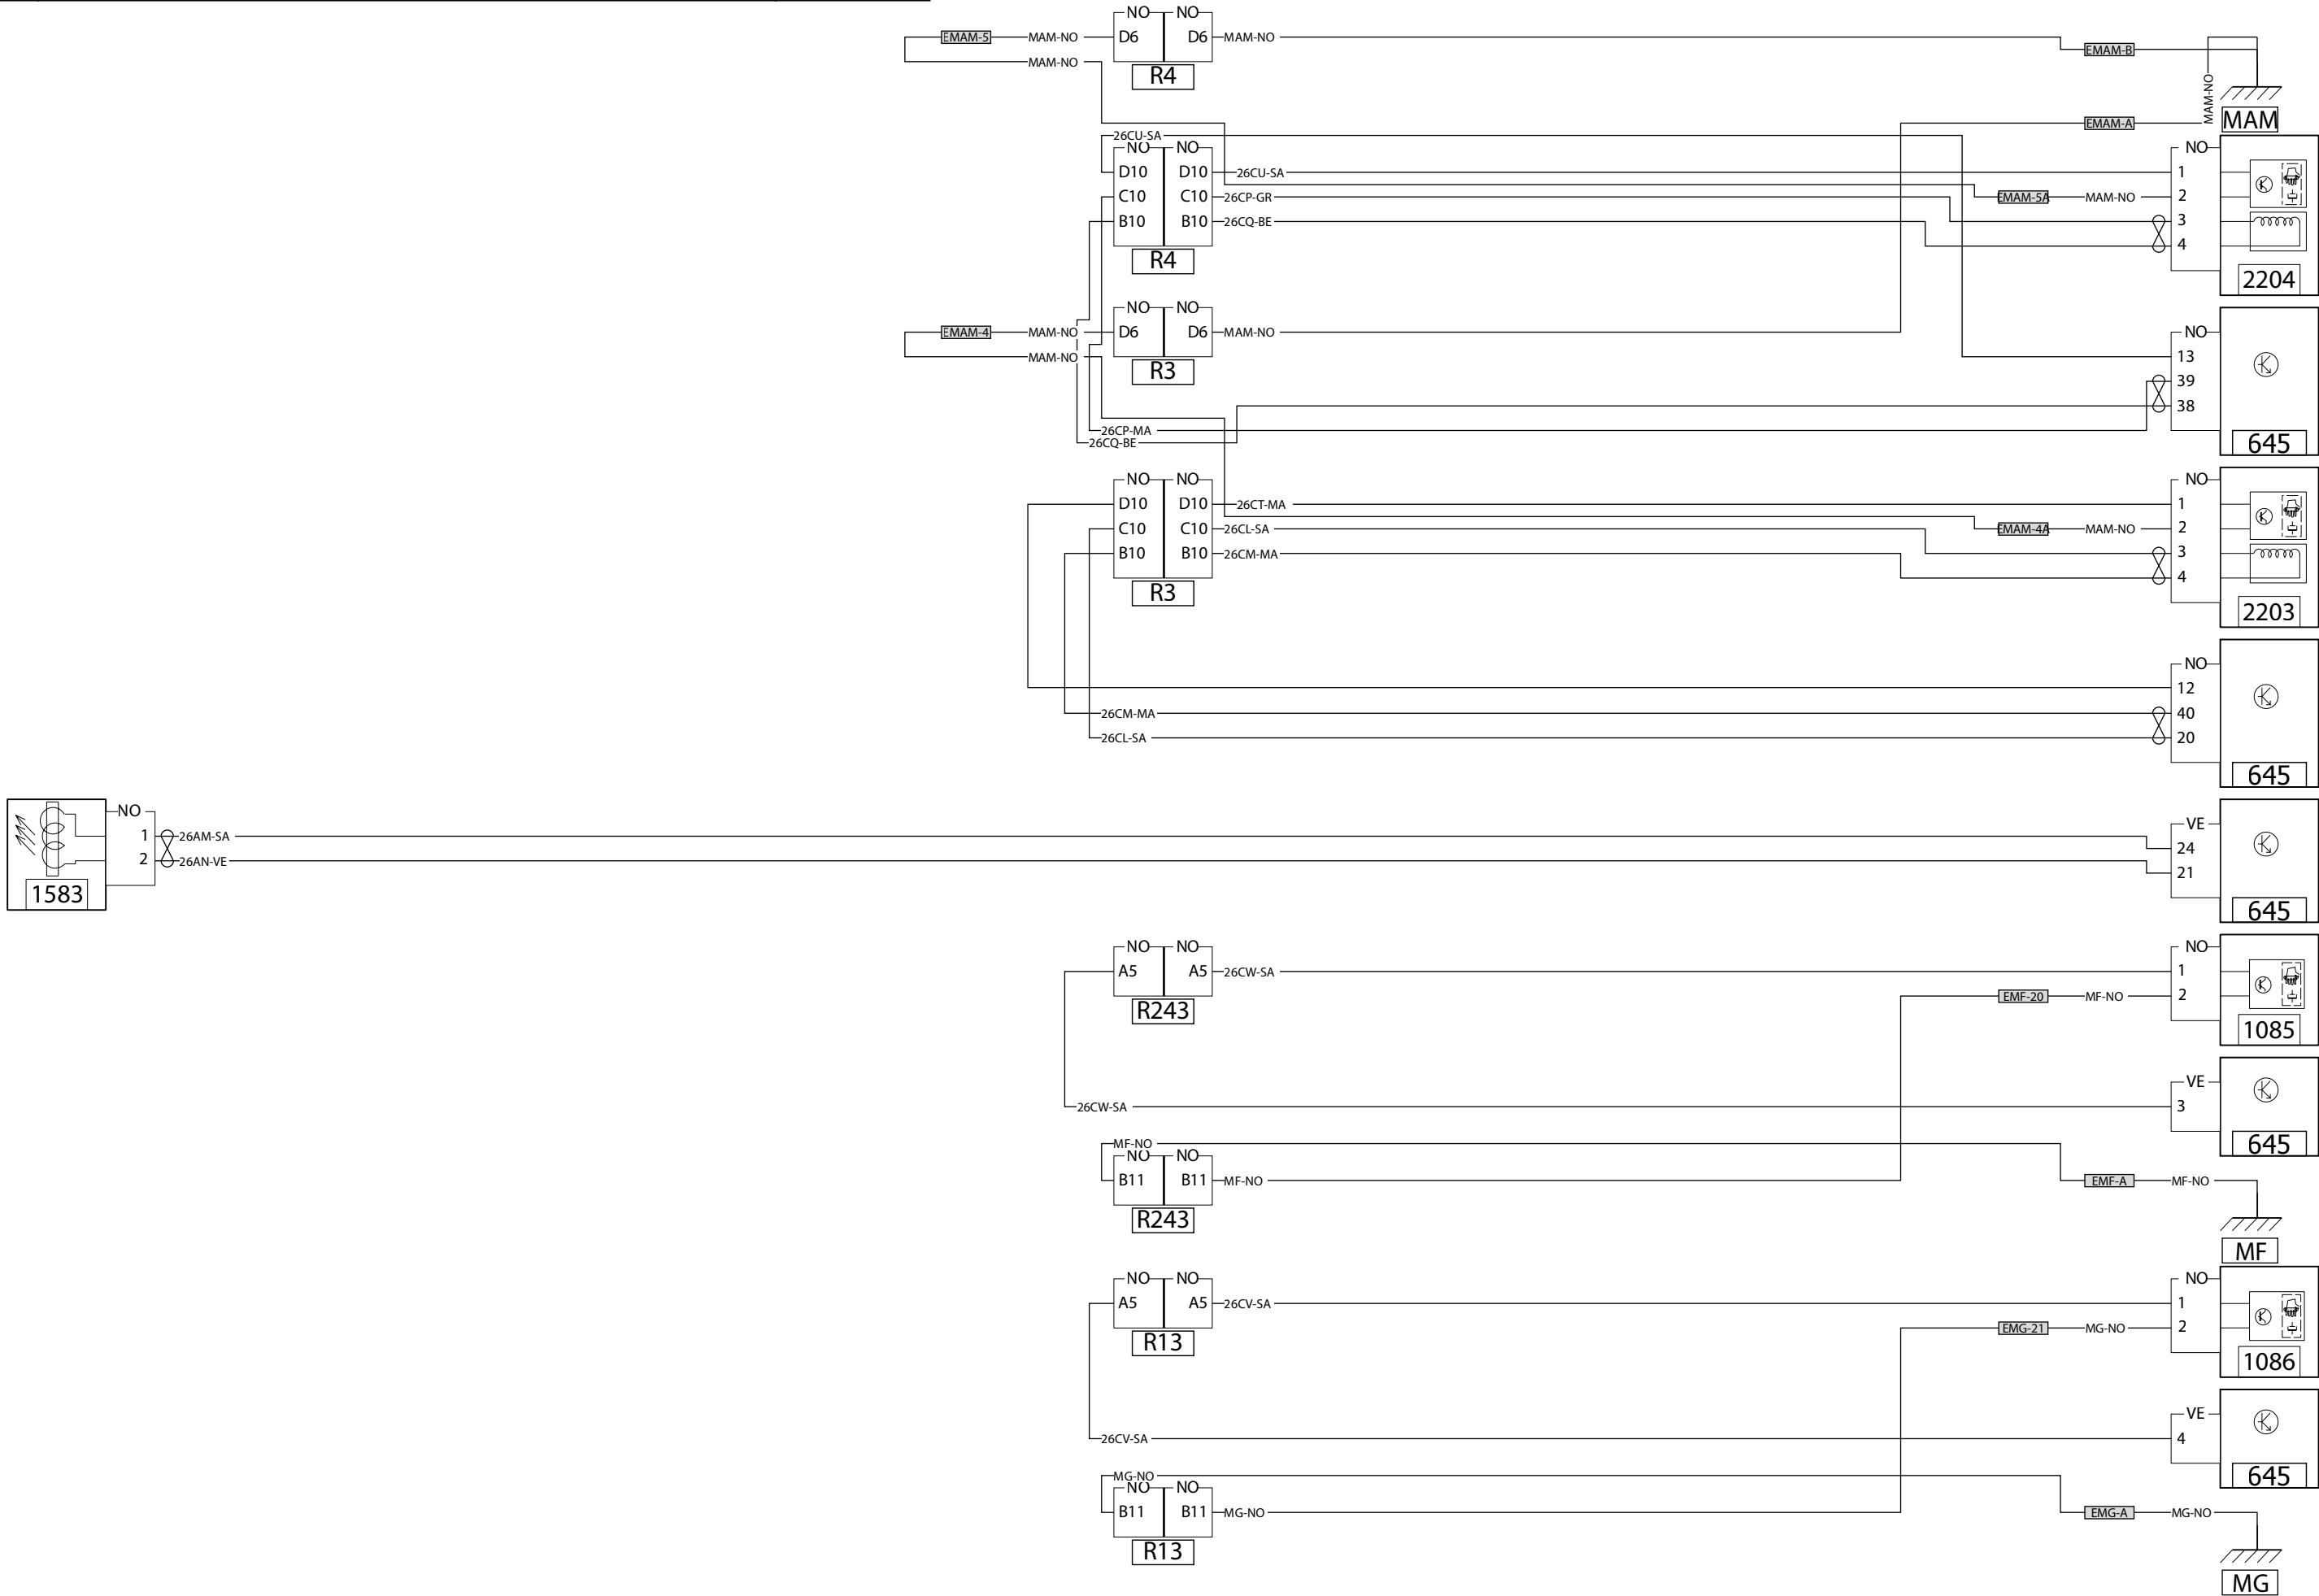 NO NO
EMAM-5 MAM-NO D6 D6 MAM-NO
EMAM-B
MAM-NO
R4
MAM-NO
EMAM-A MAM
26CU-SA
NO NO NO
D10 D10 26CU-SA 1
C10 C10 26CP-GR EMAM-5A MAM-NO 2
B10 B10 26CQ-BE 3
4
R4
2204
NO NO
EMAM-4 MAM-NO D6 D6 MAM-NO NO
MAM-NO 13
R3
39
38
26CP-MA
26CQ-BE
645
NO NO NO
D10 D10 26CT-MA 1
C10 C10 26CL-SA EMAM-4A MAM-NO 2
B10 B10 26CM-MA 3
4
R3
2203
NO
12
26CM-MA 40
26CL-SA 20
645
NO
VE
1 26AM-SA
24
2 26AN-VE
21
1583
645
NO NO NO
A5 A5 26CW-SA 1
EMF-20 MF-NO 2
R243
1085
VE
26CW-SA 3
MF-NO
645
NO NO
B11 B11 MF-NO EMF-A MF-NO
R243
MF
NO NO NO
A5 A5 26CV-SA 1
EMG-21 MG-NO 2
R13
1086
VE
26CV-SA 4
MG-NO
645
NO NO
B11 B11 MG-NO EMG-A MG-NO
R13
MG